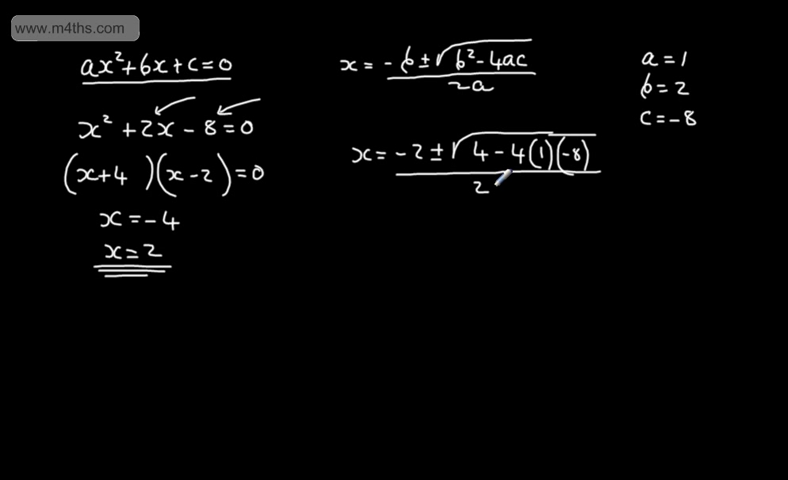 www.m4ths.com
ax²+bx+c=0
x²+2x-8=0
(x+4)(x-2)=0
x=-4
x=2
x=-b±√b²-4ac/2a
x=-2±√4-4(1)(-8)/2
a=1
b=2
c=-8